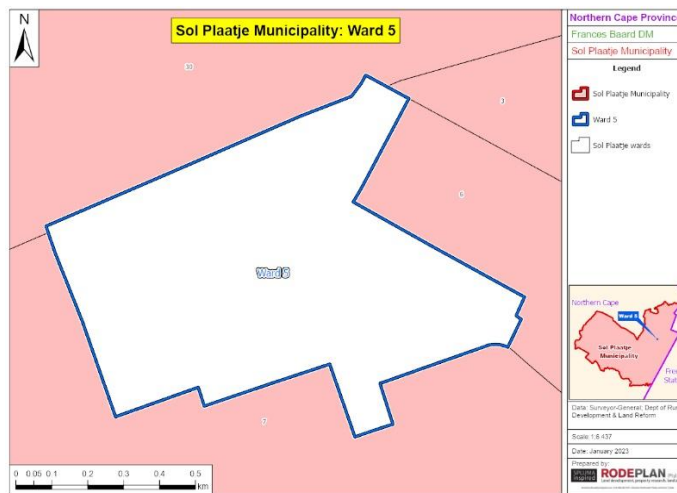 N
Sol Plaatje Municipality: Ward 5
30
3
6
Ward 5
7
0 0.05 0.1 0.2 0.3 0.4 0.5
km
Northern Cape Province
Frances Baard DM
Sol Plaatje Municipality
Legend
Sol Plaatje Municipality
Ward 5
Sol Plaatje wards
Northern Cape
Ward 5
Sol Plaatje
Municipality
Fre
State
Data: Surveyor-General; Dept of Ru
Development & Land Reform
Scale: 1:6 437
Date: January 2023
Prepared by:
RODEPLAN